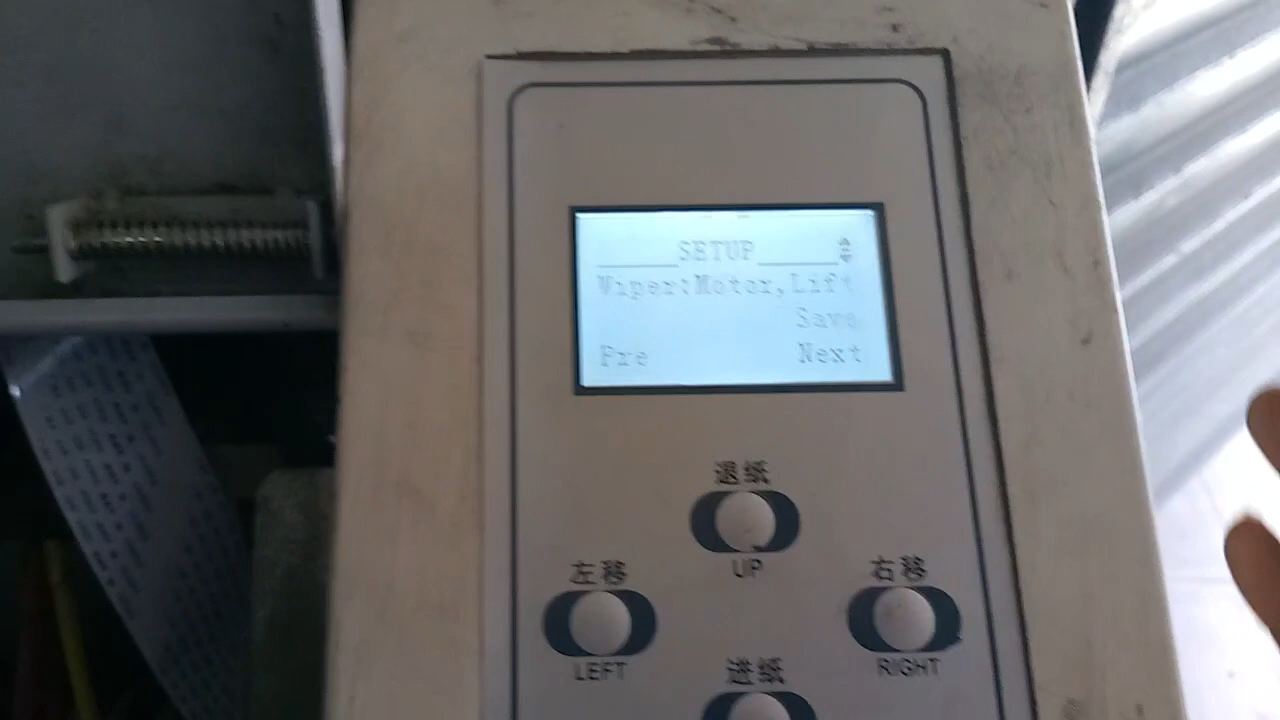 SETUP
Wiper:Motor,Lift
Save
Pre Next
退纸
UP
左移
右移
LEFT
RIGHT
进纸